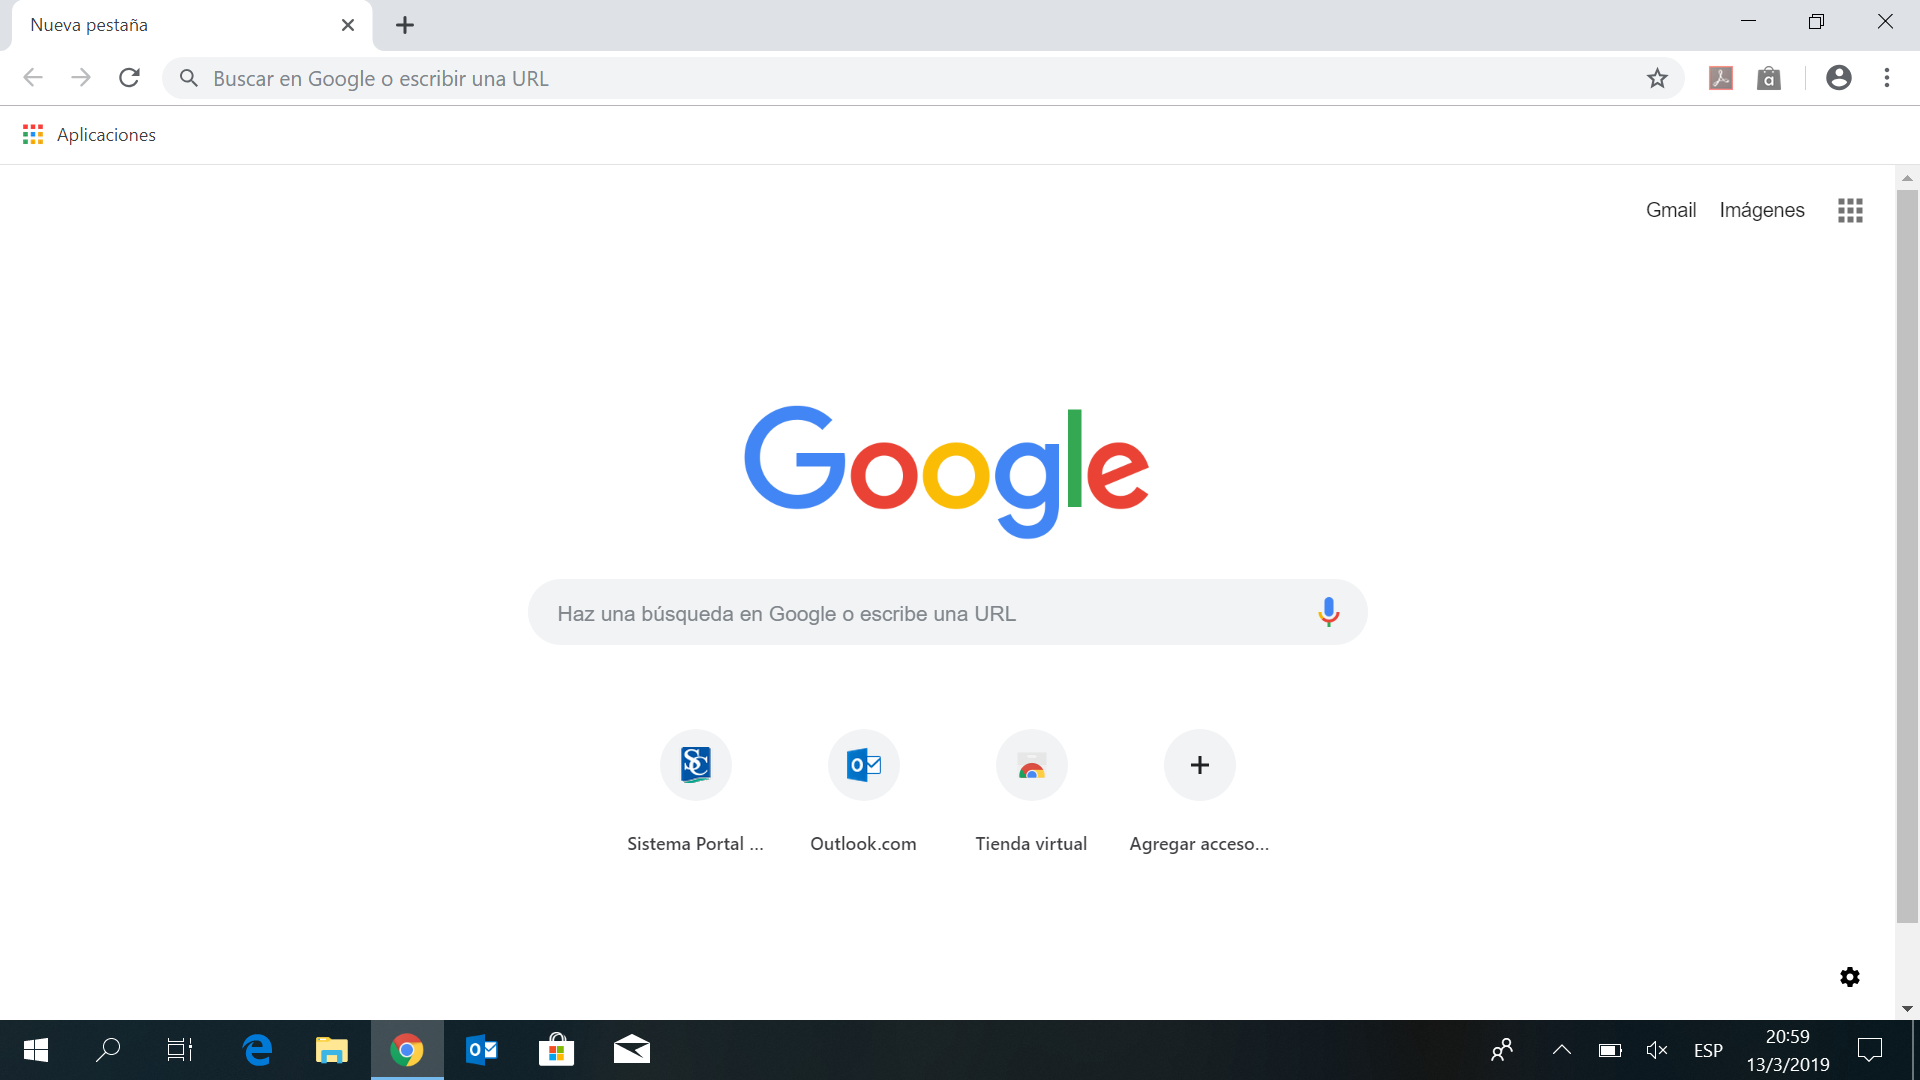 Nueva pestaña
Buscar en Google o escribir una URL
a
Aplicaciones
Gmail Imágenes
Google
Haz una búsqueda en Google o escribe una URL
SC
O
Sistema Portal ...
Outlook.com
Tienda virtual
Agregar acceso...
O
ESP
20:59
13/3/2019